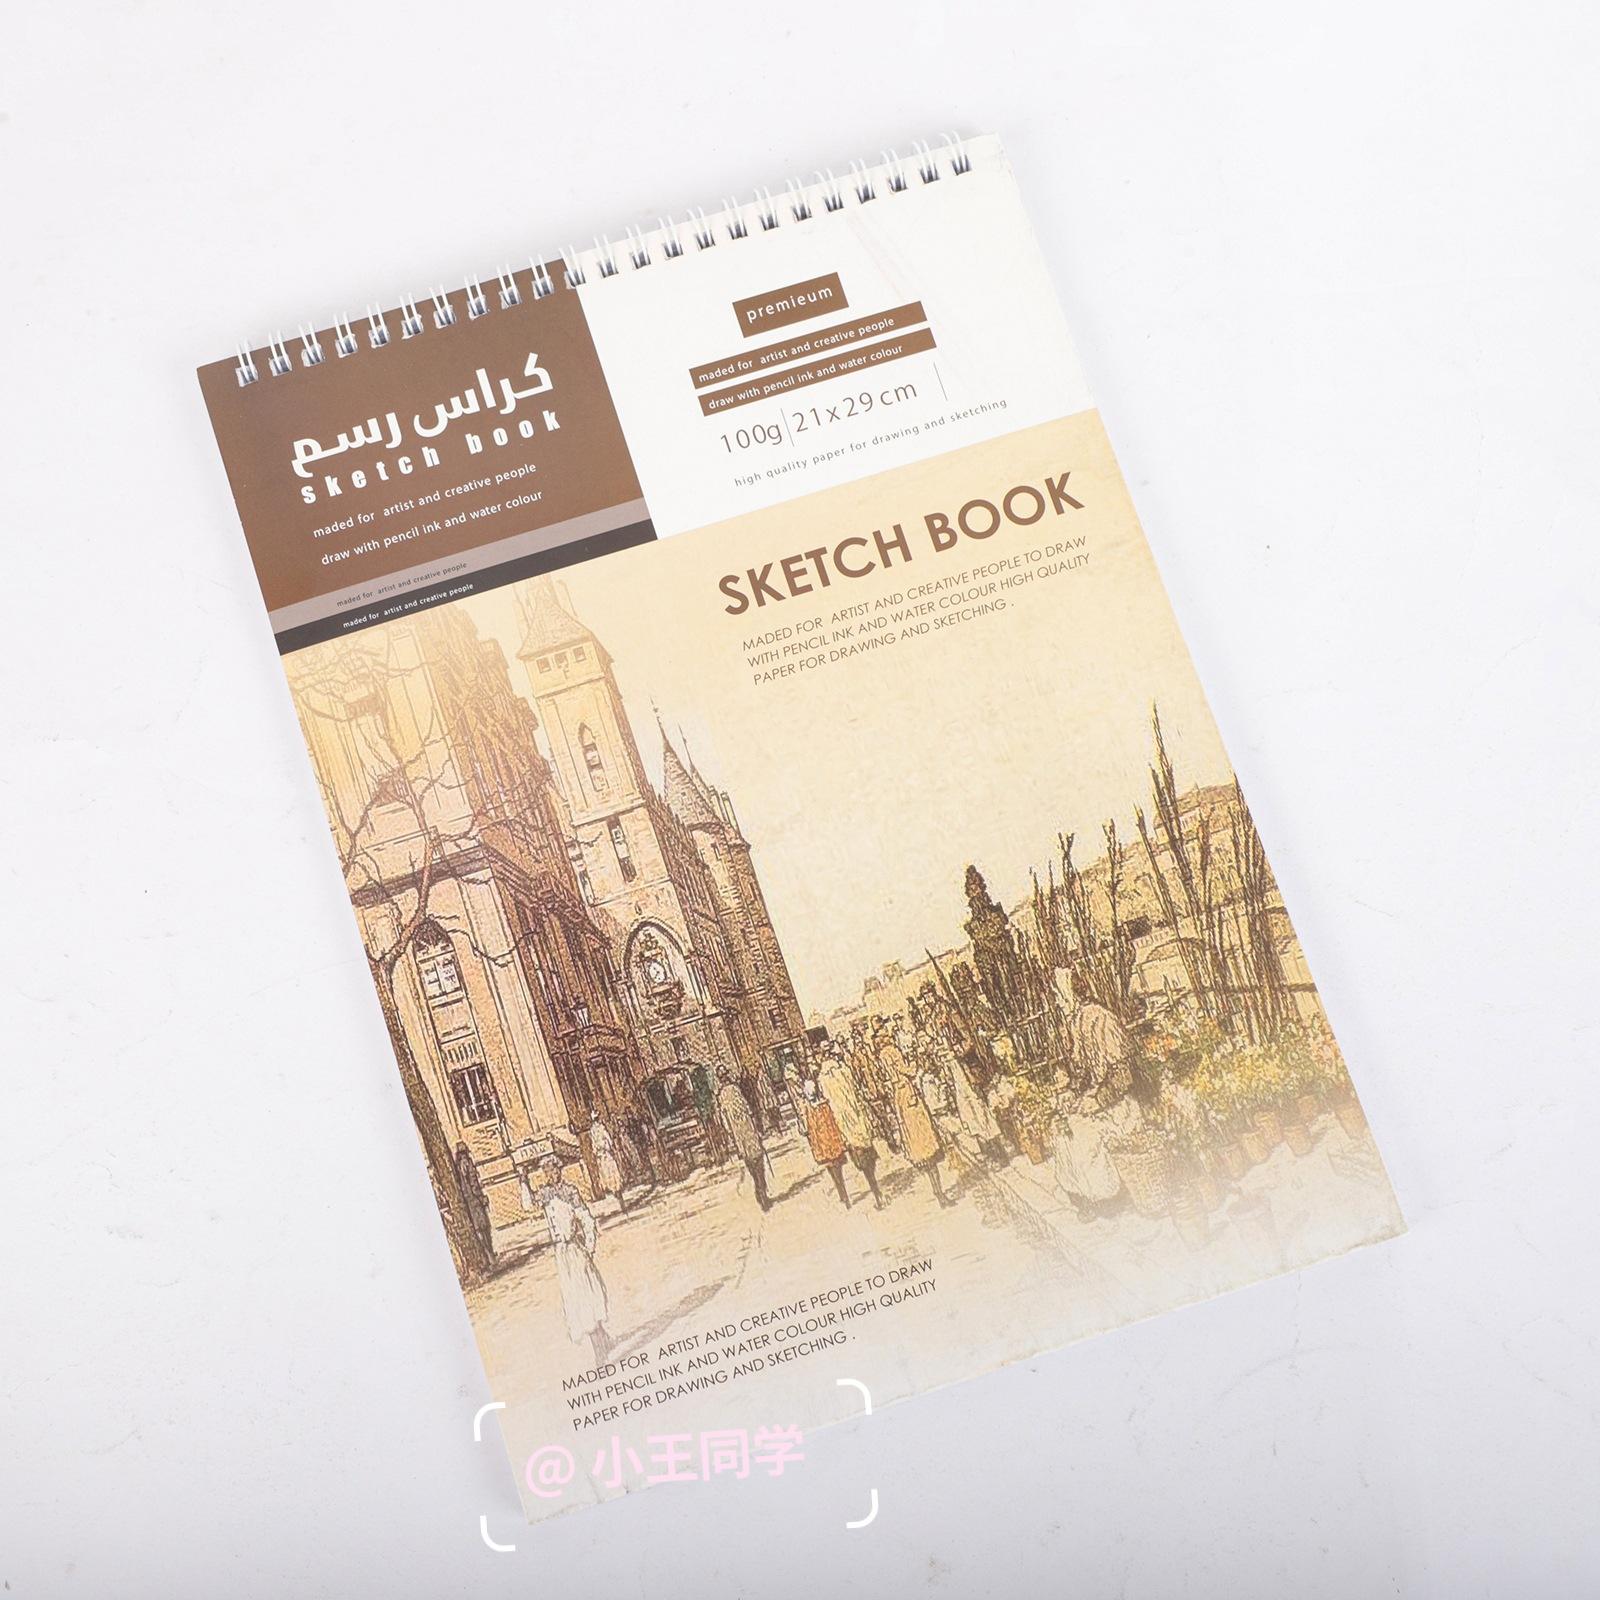 كراس رسم
sketch book
maded for artist and creative people
draw with pencil ink and water colour
maded for artist and creative people
maded for artist and creative people
premieum
maded for artist and creative people
draw with pencil ink and water colour
100g 21x29cm
high quality paper for drawing and sketching
SKETCH BOOK
MADED FOR ARTIST AND CREATIVE PEOPLE TO DRAW
WITH PENCIL INK AND WATER COLOUR HIGH QUALITY
PAPER FOR DRAWING AND SKETCHING .
MADED FOR ARTIST AND CREATIVE PEOPLE TO DRAW
WITH PENCIL INK AND WATER COLOUR HIGH QUALITY
PAPER FOR DRAWING AND SKETCHING .
@ 小王同学